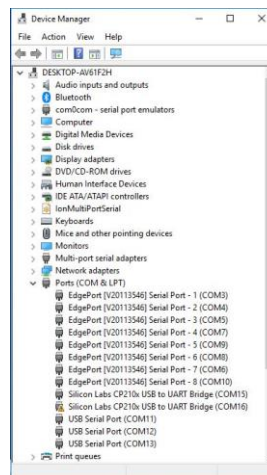 Device Manager
File Action View Help
DESKTOP-AV61F2H
Audio inputs and outputs
Bluetooth
com0com - serial port emulators
Computer
Digital Media Devices
Disk drives
Display adapters
DVD/CD-ROM drives
Human Interface Devices
IDE ATA/ATAPI controllers
IonMultiPortSerial
Keyboards
Mice and other pointing devices
Monitors
Multi-port serial adapters
Network adapters
Ports (COM & LPT)
EdgePort [V20113546] Serial Port - 1 (COM3)
EdgePort [V20113546] Serial Port - 2 (COM4)
EdgePort [V20113546] Serial Port - 3 (COM5)
EdgePort [V20113546] Serial Port - 4 (COM7)
EdgePort [V20113546] Serial Port - 5 (COM9)
EdgePort [V20113546] Serial Port - 6 (COM8)
EdgePort [V20113546] Serial Port - 7 (COM6)
EdgePort [V20113546] Serial Port - 8 (COM10)
Silicon Labs CP210x USB to UART Bridge (COM15)
Silicon Labs CP210x USB to UART Bridge (COM16)
USB Serial Port (COM11)
USB Serial Port (COM12)
USB Serial Port (COM13)
Print queues